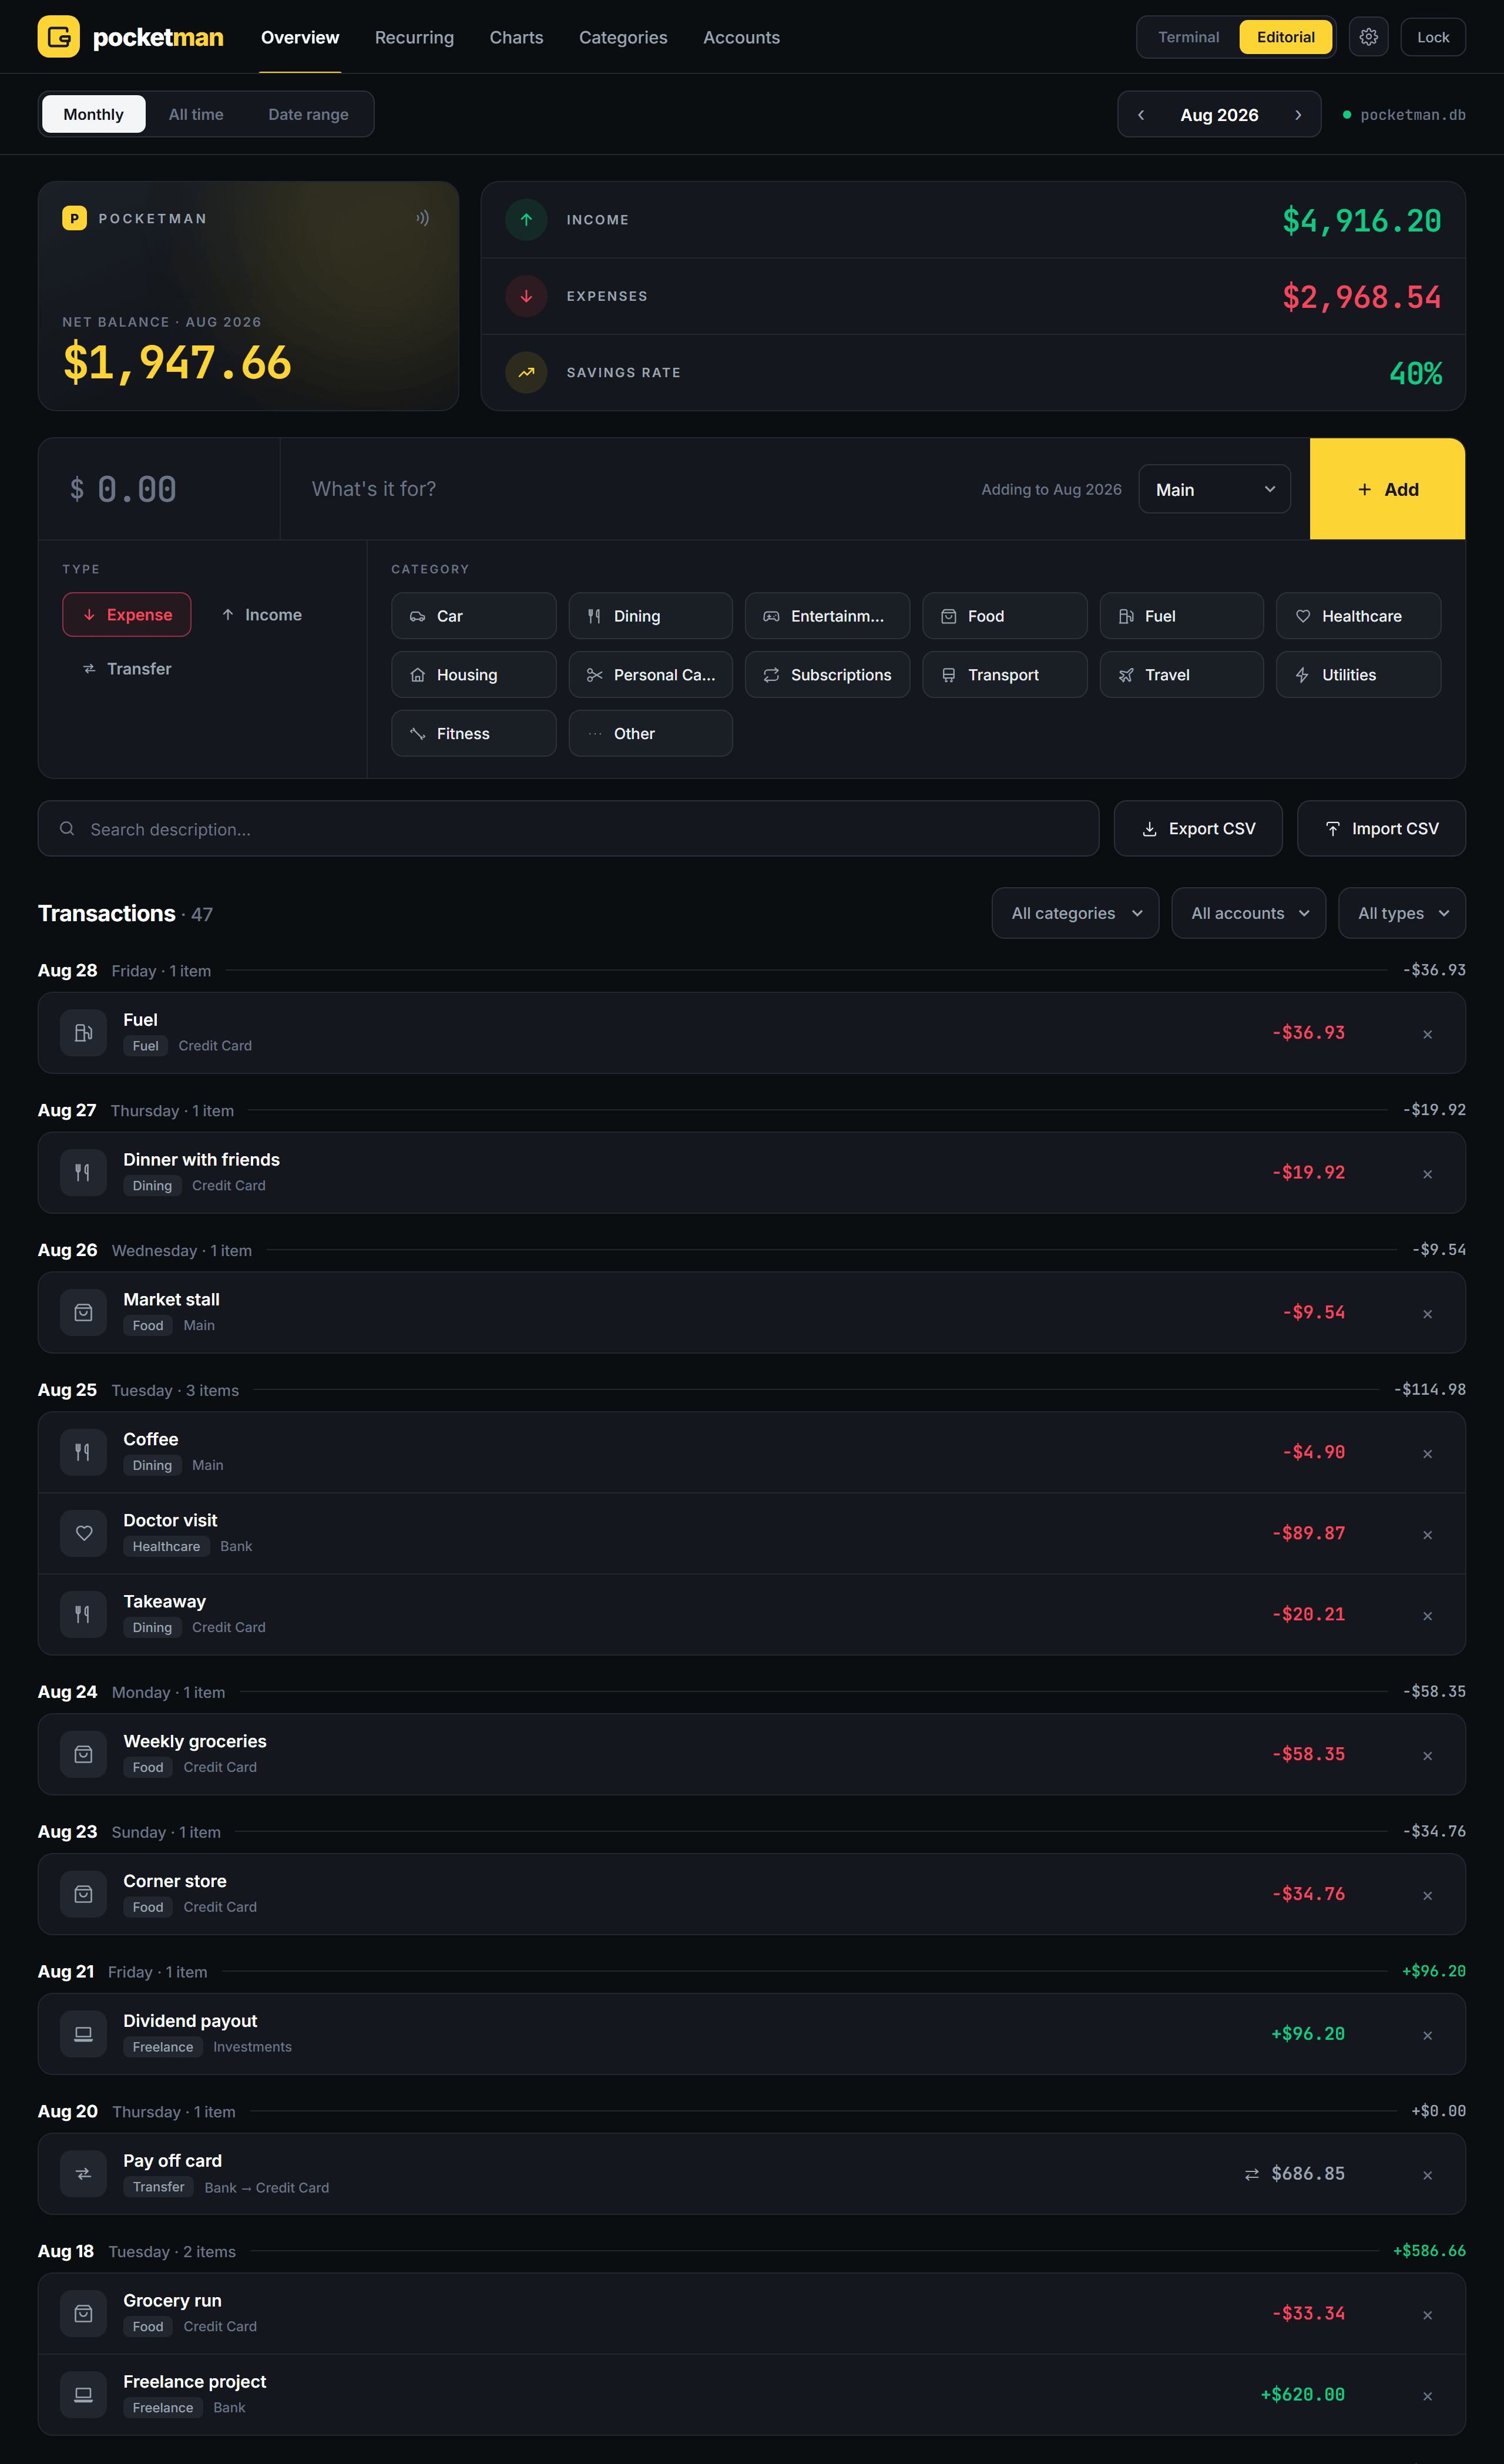 pocketman Overview Recurring Charts Categories Accounts Terminal Editorial Lock
Monthly All time Date range ‹ Aug 2026 › pocketman.db
P POCKETMAN
NET BALANCE · AUG 2026
$1,947.66
INCOME $4,916.20
EXPENSES $2,968.54
SAVINGS RATE 40%
$ 0.00 What's it for? Adding to Aug 2026 Main + Add
TYPE
Expense Income
Transfer
CATEGORY
Car Dining Entertainm... Food Fuel Healthcare
Housing Personal Ca... Subscriptions Transport Travel Utilities
Fitness Other
Search description... Export CSV Import CSV
Transactions · 47 All categories All accounts All types
Aug 28 Friday · 1 item -$36.93
Fuel
Fuel Credit Card
-$36.93 ×
Aug 27 Thursday · 1 item -$19.92
Dinner with friends
Dining Credit Card
-$19.92 ×
Aug 26 Wednesday · 1 item -$9.54
Market stall
Food Main
-$9.54 ×
Aug 25 Tuesday · 3 items -$114.98
Coffee
Dining Main
-$4.90 ×
Doctor visit
Healthcare Bank
-$89.87 ×
Takeaway
Dining Credit Card
-$20.21 ×
Aug 24 Monday · 1 item -$58.35
Weekly groceries
Food Credit Card
-$58.35 ×
Aug 23 Sunday · 1 item -$34.76
Corner store
Food Credit Card
-$34.76 ×
Aug 21 Friday · 1 item +$96.20
Dividend payout
Freelance Investments
+$96.20 ×
Aug 20 Thursday · 1 item +$0.00
Pay off card
Transfer Bank → Credit Card
⇄ $686.85 ×
Aug 18 Tuesday · 2 items +$586.66
Grocery run
Food Credit Card
-$33.34 ×
Freelance project
Freelance Bank
+$620.00 ×